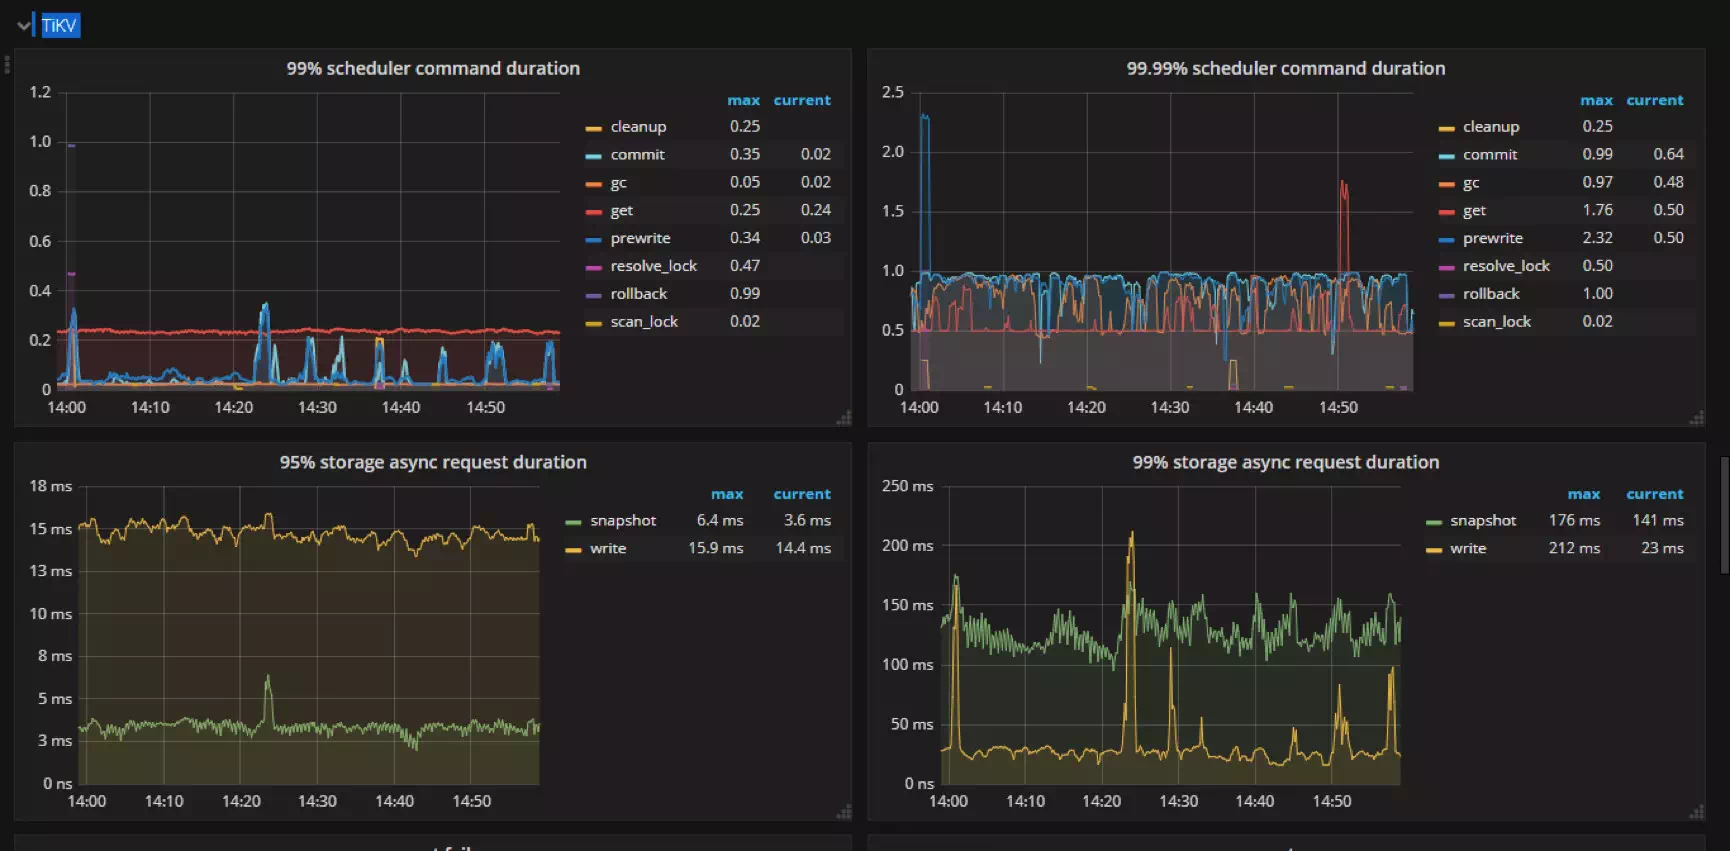 TiKV
99% scheduler command duration
1.2
1.0
0.8
0.6
0.4
0.2
0
14:00 14:10 14:20 14:30 14:40 14:50
max current
cleanup 0.25
commit 0.35 0.02
gc 0.05 0.02
get 0.25 0.24
prewrite 0.34 0.03
resolve_lock 0.47
rollback 0.99
scan_lock 0.02
99.99% scheduler command duration
2.5
2.0
1.5
1.0
0.5
0
14:00 14:10 14:20 14:30 14:40 14:50
max current
cleanup 0.25
commit 0.99 0.64
gc 0.97 0.48
get 1.76 0.50
prewrite 2.32 0.50
resolve_lock 0.50
rollback 1.00
scan_lock 0.02
95% storage async request duration
18 ms
15 ms
13 ms
10 ms
8 ms
5 ms
3 ms
0 ns
14:00 14:10 14:20 14:30 14:40 14:50
max current
snapshot 6.4 ms 3.6 ms
write 15.9 ms 14.4 ms
99% storage async request duration
250 ms
200 ms
150 ms
100 ms
50 ms
0 ns
14:00 14:10 14:20 14:30 14:40 14:50
max current
snapshot 176 ms 141 ms
write 212 ms 23 ms